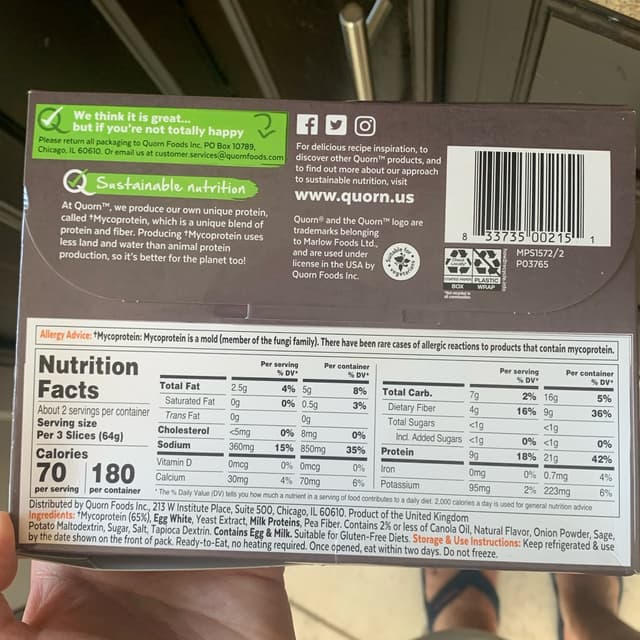 We think it is great...
but if you're not totally happy
Please return all packaging to Quorn Foods Inc. PO Box 10789,
Chicago, IL 60610. Or email us at customer.services@quornfoods.com
Sustainable nutrition
At Quorn™, we produce our own unique protein,
called †Mycoprotein, which is a unique blend of
protein and fiber. Producing †Mycoprotein uses
less land and water than animal protein
production, so it's better for the planet too!
For delicious recipe inspiration, to
discover other Quorn™ products, and
to find out more about our approach
to sustainable nutrition, visit
www.quorn.us
Quorn® and the Quorn™ logo are
trademarks belonging
to Marlow Foods Ltd.,
and are used under
license in the USA by
Quorn Foods Inc.
8 33735 00215 1
MPS1572/2
P03765
BOX
PLASTIC
WRAP
Allergy Advice: †Mycoprotein: Mycoprotein is a mold (member of the fungi family). There have been rare cases of allergic reactions to products that contain mycoprotein.
Nutrition
Facts
About 2 servings per container
Serving size
Per 3 Slices (64g)
Calories
70 180
per serving per container
Per serving Per container
% DV* % DV*
Total Fat 2.5g 4% 5g 8%
Saturated Fat 0g 0% 0.5g 3%
Trans Fat 0g 0g
Cholesterol <5mg 0% 8mg 0%
Sodium 360mg 15% 850mg 35%
Vitamin D 0mcg 0% 0mcg 0%
Calcium 30mg 4% 70mg 6%
Per serving Per container
% DV* % DV*
Total Carb. 7g 2% 16g 5%
Dietary Fiber 4g 16% 9g 36%
Total Sugars <1g <1g
Incl. Added Sugars <1g 0% <1g 0%
Protein 9g 18% 21g 42%
Iron 0mg 0% 0.7mg 4%
Potassium 95mg 2% 223mg 6%
* The % Daily Value (DV) tells you how much a nutrient in a serving of food contributes to a daily diet. 2,000 calories a day is used for general nutrition advice
Distributed by Quorn Foods Inc., 213 W Institute Place, Suite 500, Chicago, IL 60610. Product of the United Kingdom
Ingredients: †Mycoprotein (65%), Egg White, Yeast Extract, Milk Proteins, Pea Fiber. Contains 2% or less of Canola Oil, Natural Flavor, Onion Powder, Sage,
Potato Maltodextrin, Sugar, Salt, Tapioca Dextrin. Contains Egg & Milk. Suitable for Gluten-Free Diets. Storage & Use Instructions: Keep refrigerated & use
by the date shown on the front of pack. Ready-to-Eat, no heating required. Once opened, eat within two days. Do not freeze.